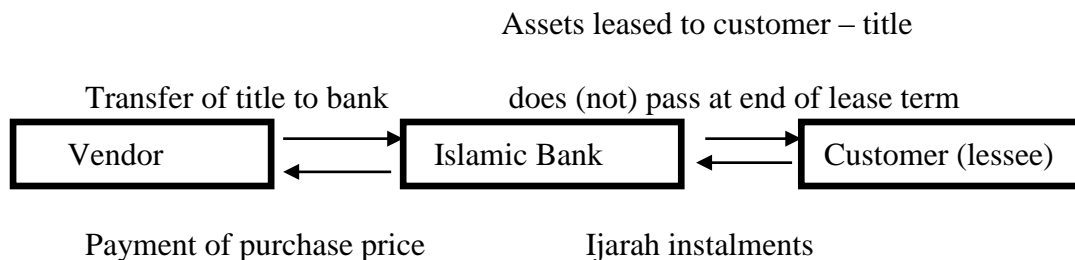 Assets leased to customer – title
Transfer of title to bank does (not) pass at end of lease term
Vendor Islamic Bank Customer (lessee)
Payment of purchase price Ijarah instalments